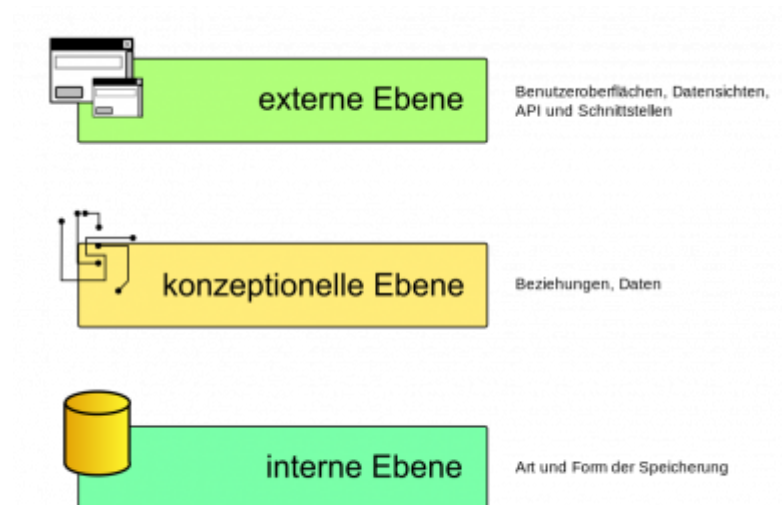 externe Ebene
Benutzeroberflächen, Datensichten,
API und Schnittstellen
konzeptionelle Ebene
Beziehungen, Daten
interne Ebene
Art und Form der Speicherung